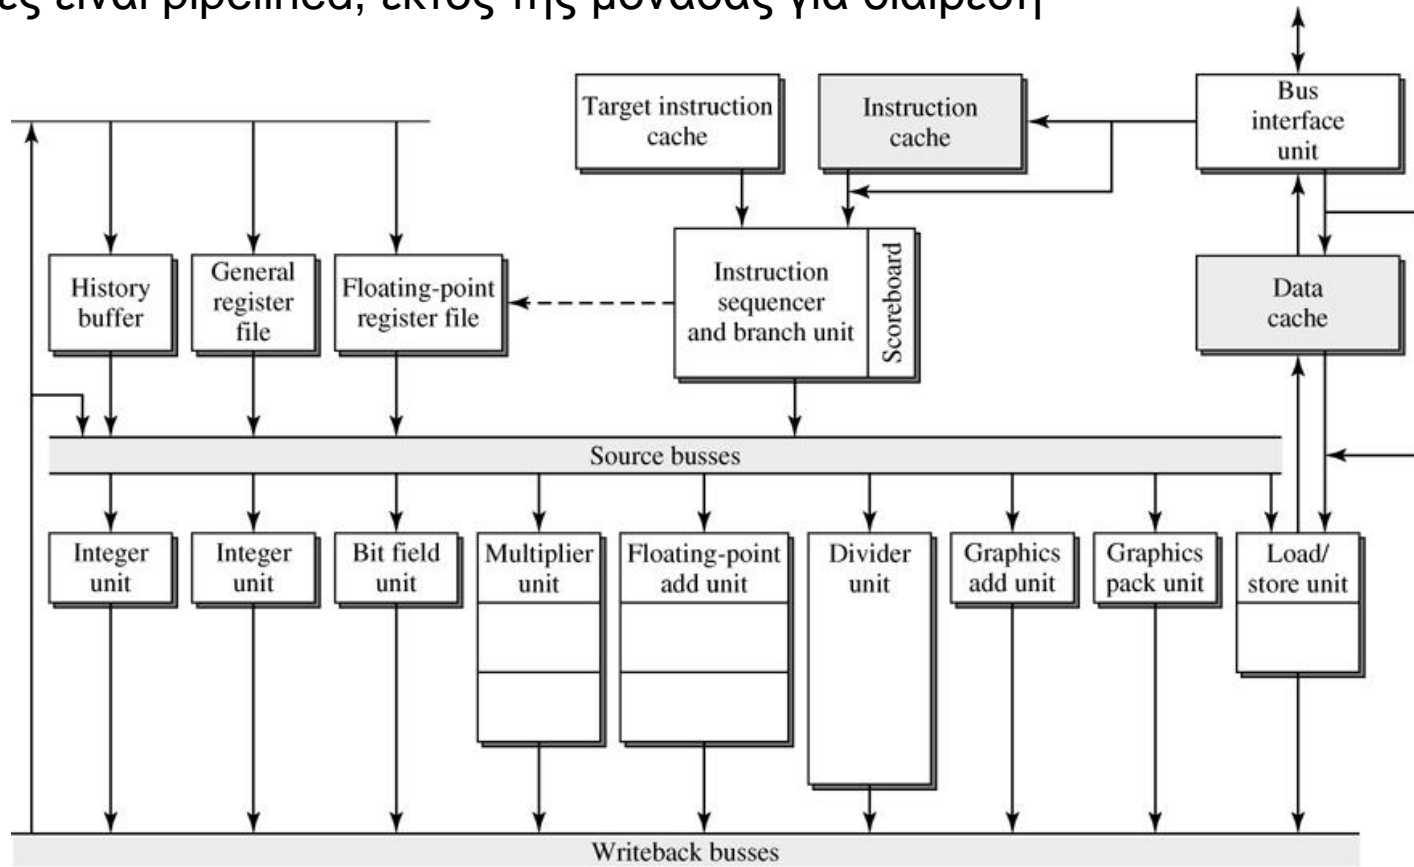 είναι pipelined, εκτός της μονάδας για διαίρεση
Target instruction
cache
Instruction
cache
Bus
interface
unit
History
buffer
General
register
file
Floating-point
register file
Instruction
sequencer
and branch unit
Scoreboard
Data
cache
Source busses
Integer
unit
Integer
unit
Bit field
unit
Multiplier
unit
Floating-point
add unit
Divider
unit
Graphics
add unit
Graphics
pack unit
Load/
store unit
Writeback busses